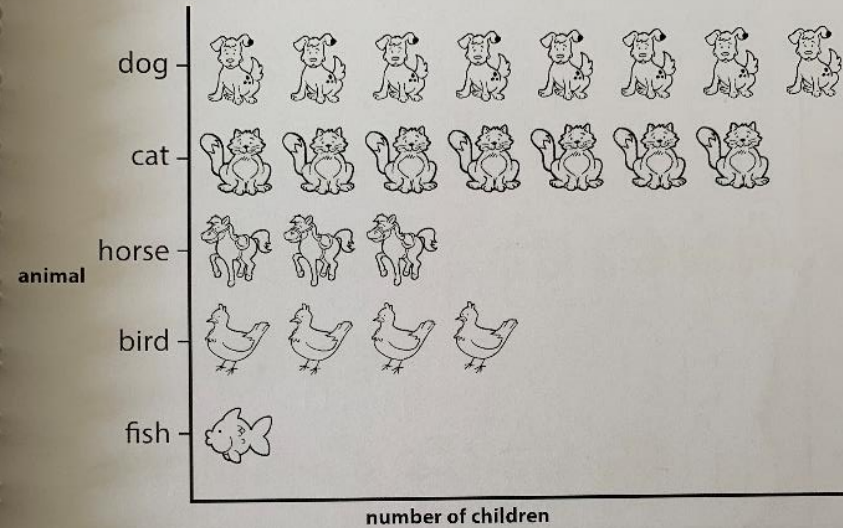 dog
cat
horse
animal
bird
fish
number of children